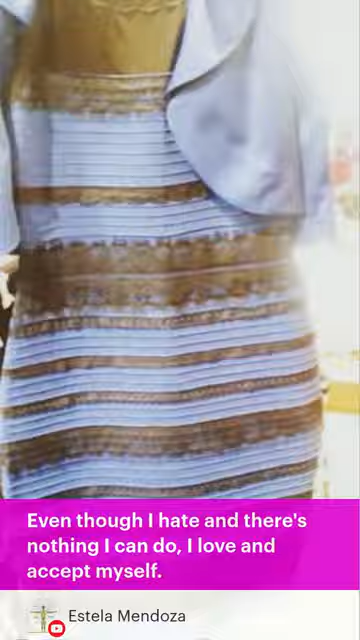 Even though I hate and there's
nothing I can do, I love and
accept myself.
Estela Mendoza